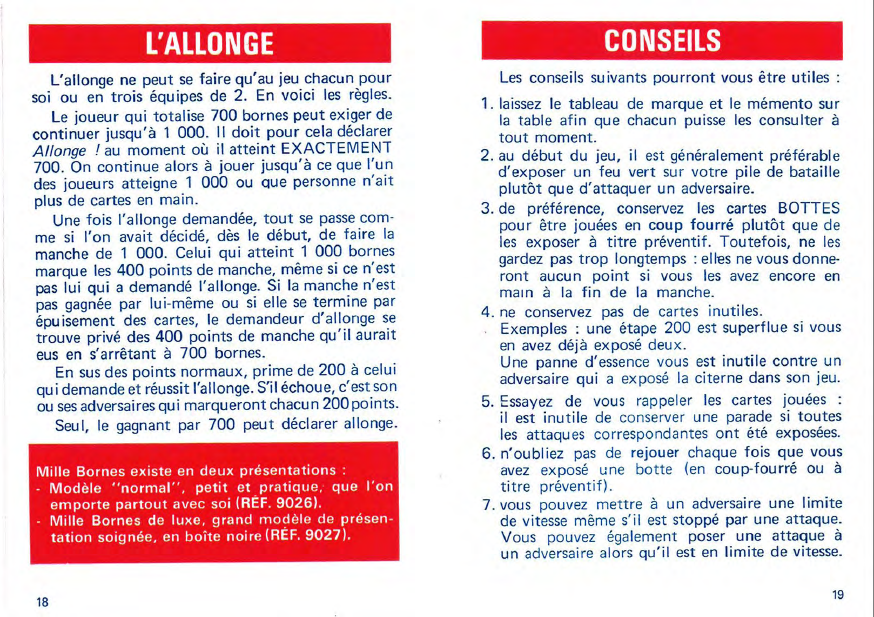 L'ALLONGE
L'allonge ne peut se faire qu'au jeu chacun pour
soi ou en trois équipes de 2. En voici les règles.
Le joueur qui totalise 700 bornes peut exiger de
continuer jusqu'à 1 000. Il doit pour cela déclarer
Allonge ! au moment où il atteint EXACTEMENT
700. On continue alors à jouer jusqu'à ce que l'un
des joueurs atteigne 1 000 ou que personne n'ait
plus de cartes en main.
Une fois l'allonge demandée, tout se passe com-
me si l'on avait décidé, dès le début, de faire la
manche de 1 000. Celui qui atteint 1 000 bornes
marque les 400 points de manche, même si ce n'est
pas lui qui a demandé l'allonge. Si la manche n'est
pas gagnée par lui-même ou si elle se termine par
épuisement des cartes, le demandeur d'allonge se
trouve privé des 400 points de manche qu'il aurait
eus en s'arrêtant à 700 bornes.
En sus des points normaux, prime de 200 à celui
qui demande et réussit l'allonge. S'il échoue, c'est son
ou ses adversaires qui marqueront chacun 200 points.
Seul, le gagnant par 700 peut déclarer allonge.
Mille Bornes existe en deux présentations :
- Modèle "normal", petit et pratique, que l'on
emporte partout avec soi (RÉF. 9026).
- Mille Bornes de luxe, grand modèle de présen-
tation soignée, en boîte noire (RÉF. 9027).
18
CONSEILS
Les conseils suivants pourront vous être utiles :
1. laissez le tableau de marque et le mémento sur
la table afin que chacun puisse les consulter à
tout moment.
2. au début du jeu, il est généralement préférable
d'exposer un feu vert sur votre pile de bataille
plutôt que d'attaquer un adversaire.
3. de préférence, conservez les cartes BOTTES
pour être jouées en coup fourré plutôt que de
les exposer à titre préventif. Toutefois, ne les
gardez pas trop longtemps : elles ne vous donne-
ront aucun point si vous les avez encore en
main à la fin de la manche.
4. ne conservez pas de cartes inutiles.
Exemples : une étape 200 est superflue si vous
en avez déjà exposé deux.
Une panne d'essence vous est inutile contre un
adversaire qui a exposé la citerne dans son jeu.
5. Essayez de vous rappeler les cartes jouées :
il est inutile de conserver une parade si toutes
les attaques correspondantes ont été exposées.
6. n'oubliez pas de rejouer chaque fois que vous
avez exposé une botte (en coup-fourré ou à
titre préventif).
7. vous pouvez mettre à un adversaire une limite
de vitesse même s'il est stoppé par une attaque.
Vous pouvez également poser une attaque à
un adversaire alors qu'il est en limite de vitesse.
19